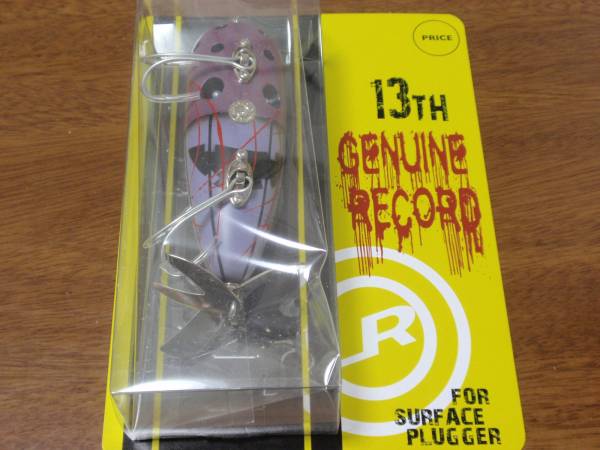 PRICE
13TH
GENUINE
RECORD
R
FOR
SURFACE
PLUGGER